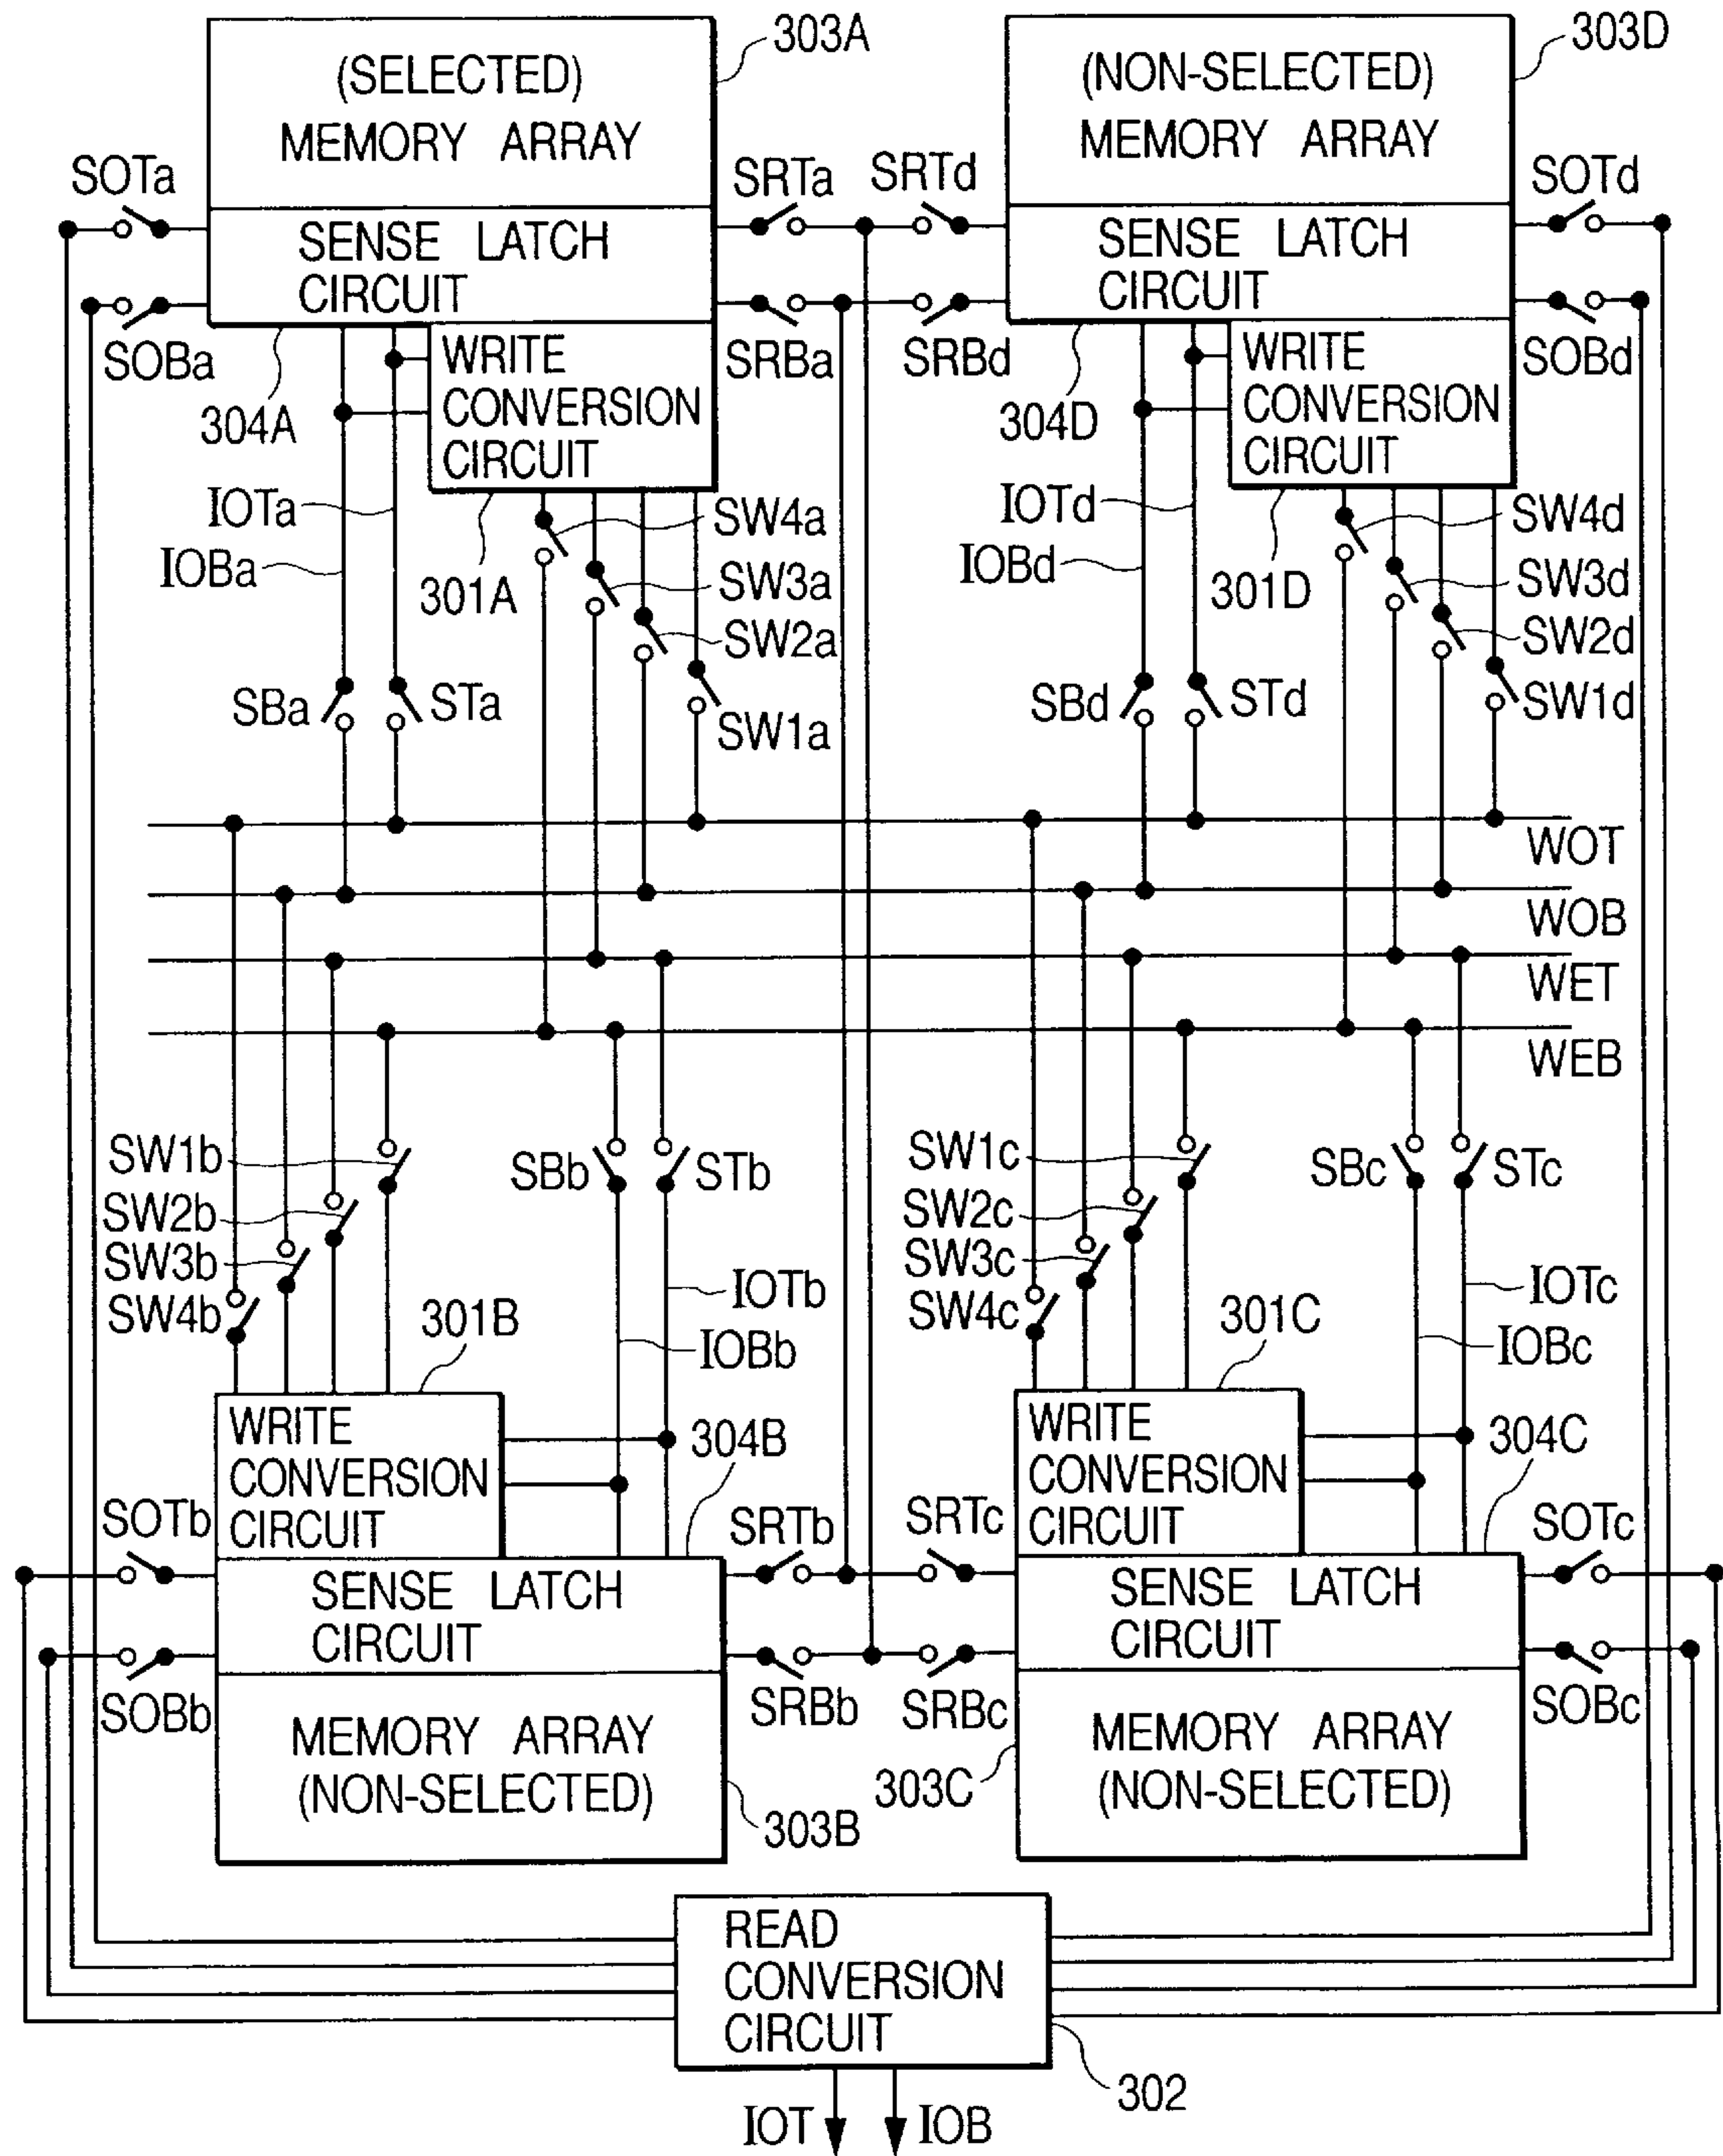 303A
303D
(SELECTED)
MEMORY ARRAY
(NON-SELECTED)
MEMORY ARRAY
SOTa
SRTa
SRTd
SOTd
SENSE LATCH
CIRCUIT
SENSE LATCH
CIRCUIT
SOBa
SRBa
SRBd
SOBd
304A
304D
WRITE
CONVERSION
CIRCUIT
WRITE
CONVERSION
CIRCUIT
IOTa
IOBa
301A
SW4a
SW3a
SW2a
SW1a
SBa
STa
IOTd
IOBd
301D
SW4d
SW3d
SW2d
SW1d
SBd
STd
WOT
WOB
WET
WEB
SW1b
SW2b
SW3b
SW4b
SBb
STb
SW1c
SW2c
SW3c
SW4c
SBc
STc
301B
IOTb
IOBb
301C
IOTc
IOBc
WRITE
CONVERSION
CIRCUIT
304B
WRITE
CONVERSION
CIRCUIT
304C
SOTb
SRTb
SRTc
SOTc
SENSE LATCH
CIRCUIT
SENSE LATCH
CIRCUIT
SOBb
SRBb
SRBc
SOBc
MEMORY ARRAY
(NON-SELECTED)
MEMORY ARRAY
(NON-SELECTED)
303B
303C
READ
CONVERSION
CIRCUIT
302
IOT
IOB